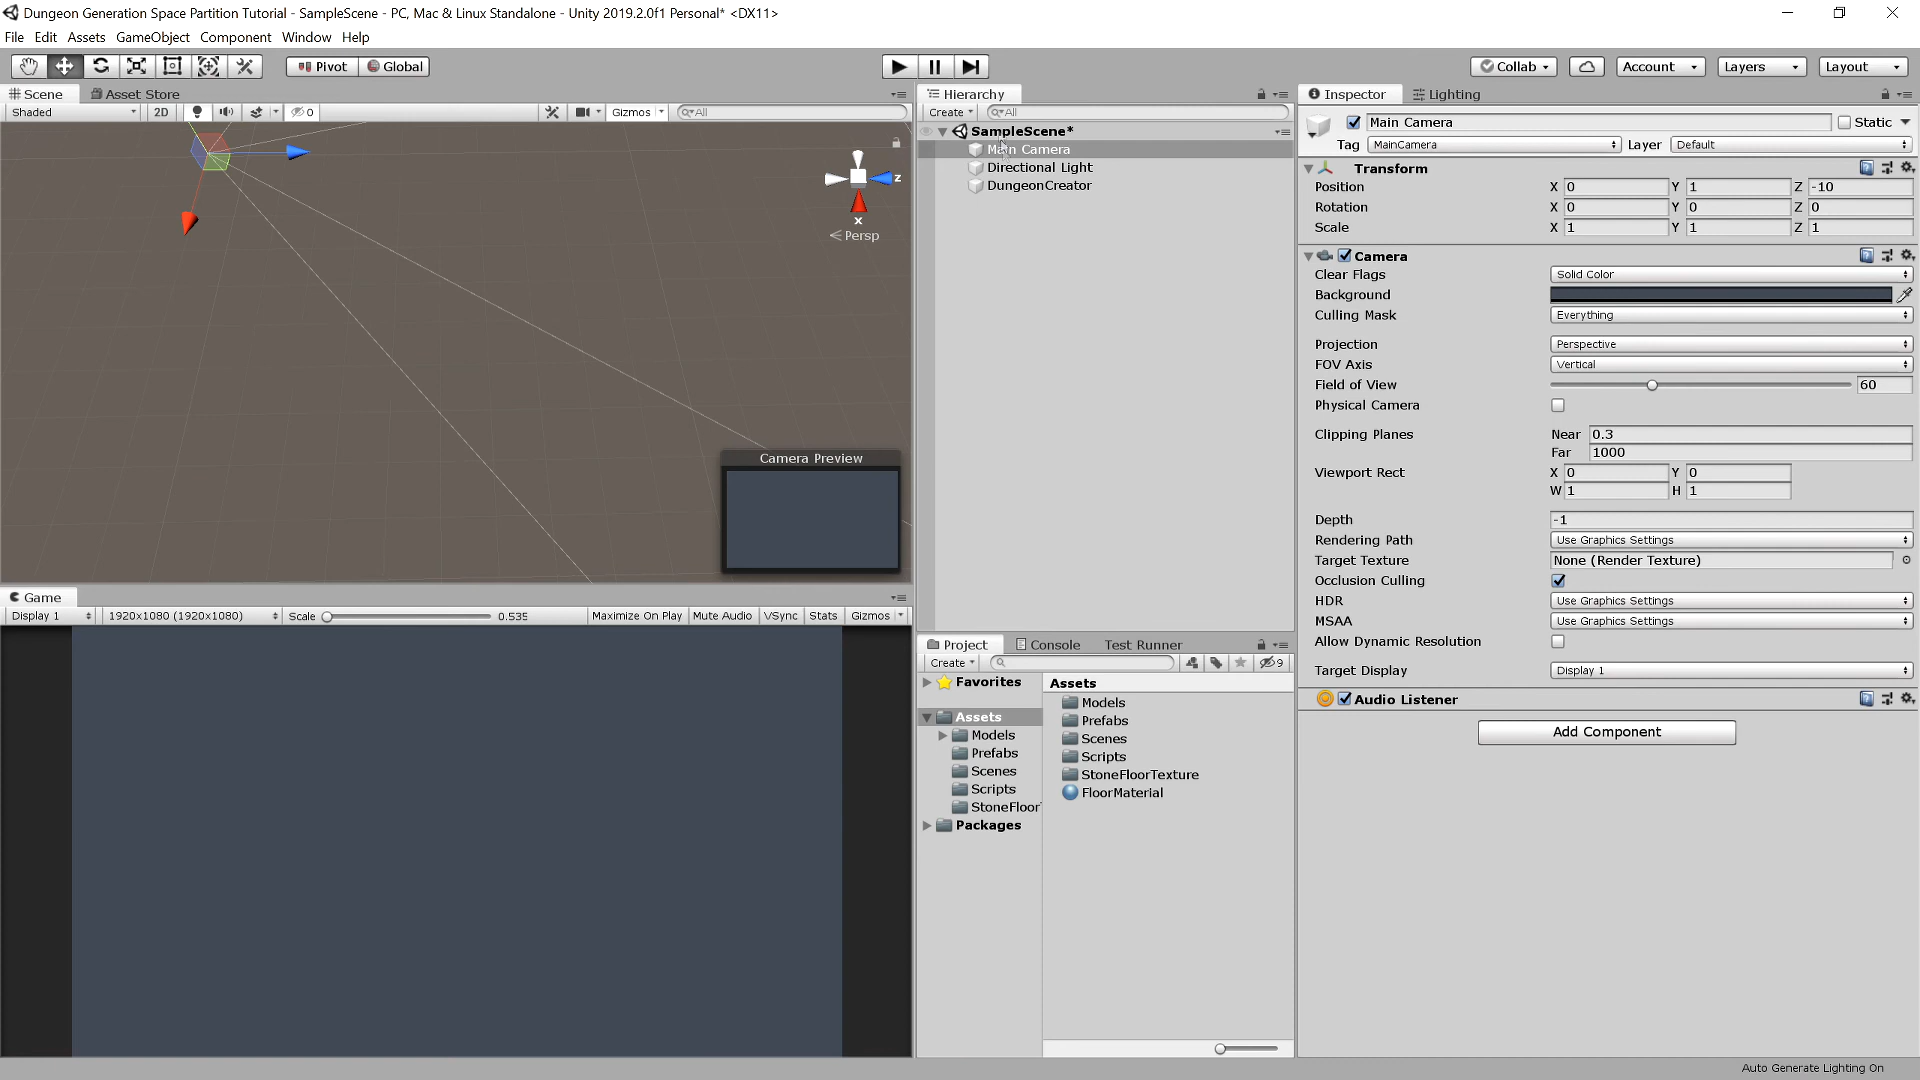 Dungeon Generation Space Partition Tutorial - SampleScene - PC, Mac & Linux Standalone - Unity 2019.2.0f1 Personal* <DX11>
File Edit Assets GameObject Component Window Help
Pivot Global Collab Account Layers Layout
Scene Asset Store
Shaded 2D 0 Gizmos All
z
x
Persp
Camera Preview
Game
Display 1 1920x1080 (1920x1080) Scale 0.535 Maximize On Play Mute Audio VSync Stats Gizmos
Hierarchy
Create All
SampleScene*
Main Camera
Directional Light
DungeonCreator
Project Console Test Runner
Create 9
Favorites
Assets
Models
Prefabs
Scenes
Scripts
StoneFloorT
Packages
Assets
Models
Prefabs
Scenes
Scripts
StoneFloorTexture
FloorMaterial
Inspector Lighting
Main Camera Static
Tag MainCamera Layer Default
Transform
Position X 0 Y 1 Z -10
Rotation X 0 Y 0 Z 0
Scale X 1 Y 1 Z 1
Camera
Clear Flags Solid Color
Background
Culling Mask Everything
Projection Perspective
FOV Axis Vertical
Field of View 60
Physical Camera
Clipping Planes Near 0.3
Far 1000
Viewport Rect X 0 Y 0
W 1 H 1
Depth -1
Rendering Path Use Graphics Settings
Target Texture None (Render Texture)
Occlusion Culling
HDR Use Graphics Settings
MSAA Use Graphics Settings
Allow Dynamic Resolution
Target Display Display 1
Audio Listener
Add Component
Auto Generate Lighting On